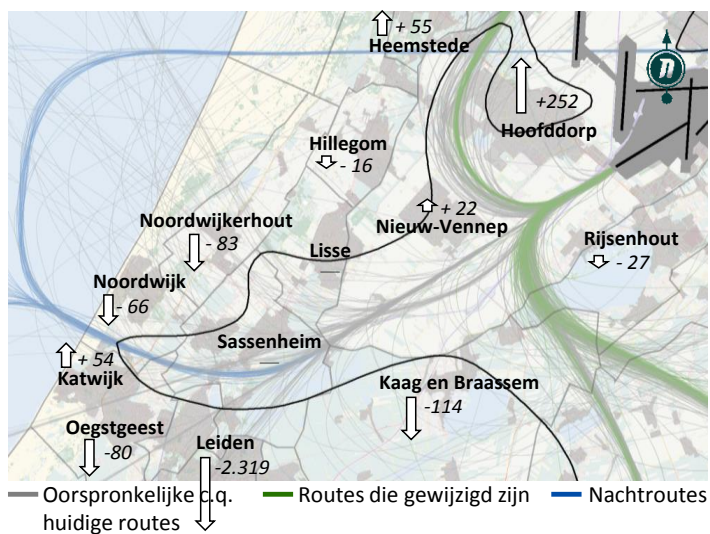 + 55
Heemstede
+252
Hoofddorp
Hillegom
- 16
+ 22
Nieuw-Vennep
Noordwijkerhout
- 83
Lisse
Rijsenhout
- 27
Noordwijk
- 66
Sassenheim
+ 54
Katwijk
Kaag en Braassem
-114
Oegstgeest
-80
Leiden
-2.319
Oorspronkelijke c.q.
huidige routes
Routes die gewijzigd zijn
Nachtroutes